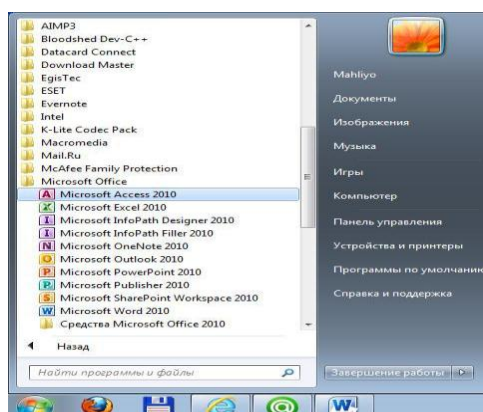 AIMP3
Bloodshed Dev-C++
Datacard Connect
Download Master
EgisTec
ESET
Evernote
Intel
K-Lite Codec Pack
Macromedia
Mail.Ru
McAfee Family Protection
Microsoft Office
Microsoft Access 2010
Microsoft Excel 2010
Microsoft InfoPath Designer 2010
Microsoft InfoPath Filler 2010
Microsoft OneNote 2010
Microsoft Outlook 2010
Microsoft PowerPoint 2010
Microsoft Publisher 2010
Microsoft SharePoint Workspace 2010
Microsoft Word 2010
Средства Microsoft Office 2010
Назад
Найти программы и файлы
Mahliyo
Документы
Изображения
Музыка
Игры
Компьютер
Панель управления
Устройства и принтеры
Программы по умолчанию
Справка и поддержка
Завершение работы